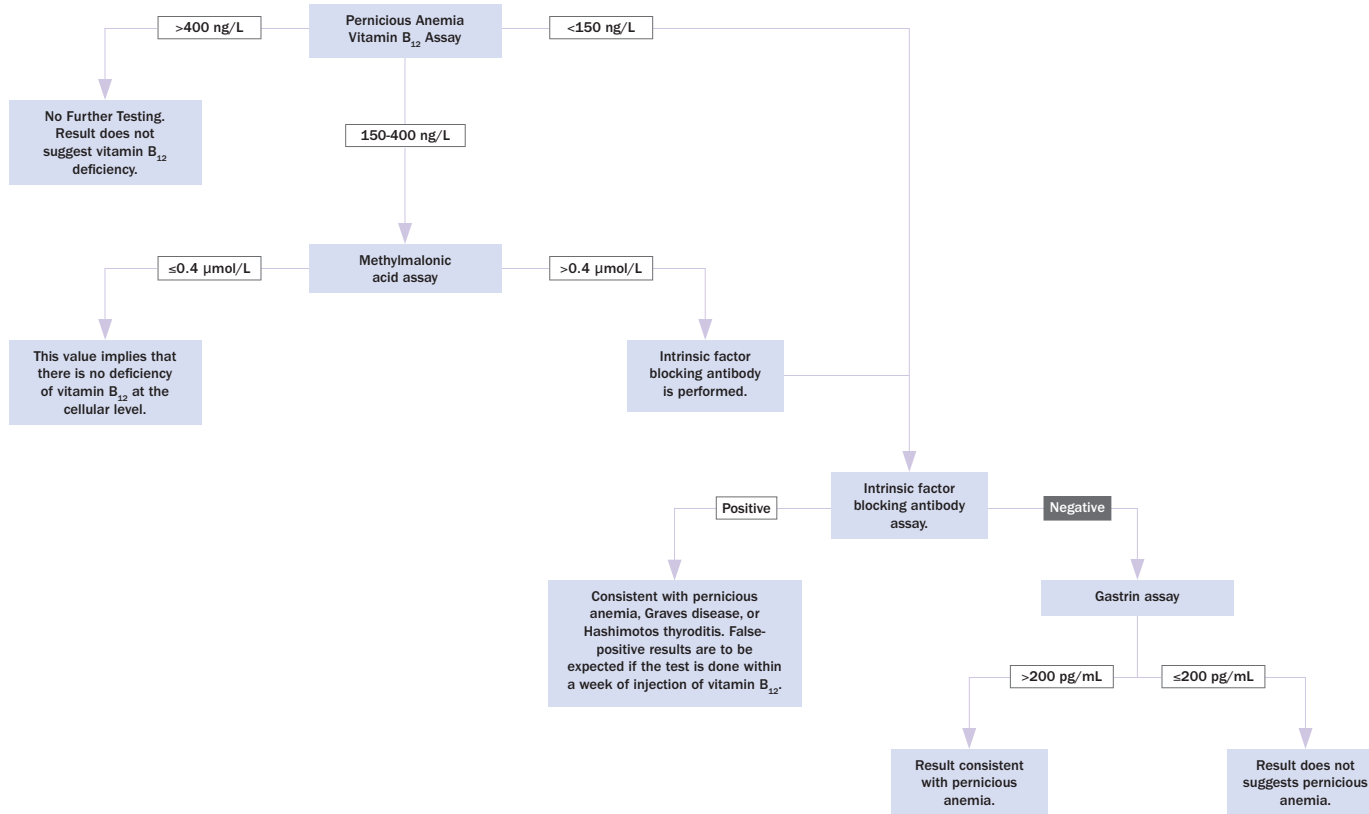 Pernicious Anemia
Vitamin B12 Assay
>400 ng/L
<150 ng/L
No Further Testing.
Result does not
suggest vitamin B12
deficiency.
150-400 ng/L
Methylmalonic
acid assay
≤0.4 µmol/L
>0.4 µmol/L
This value implies that
there is no deficiency
of vitamin B12 at the
cellular level.
Intrinsic factor
blocking antibody
is performed.
Intrinsic factor
blocking antibody
assay.
Positive
Negative
Consistent with pernicious
anemia, Graves disease, or
Hashimotos thyroditis. False-
positive results are to be
expected if the test is done within
a week of injection of vitamin B12.
Gastrin assay
>200 pg/mL
≤200 pg/mL
Result consistent
with pernicious
anemia.
Result does not
suggests pernicious
anemia.